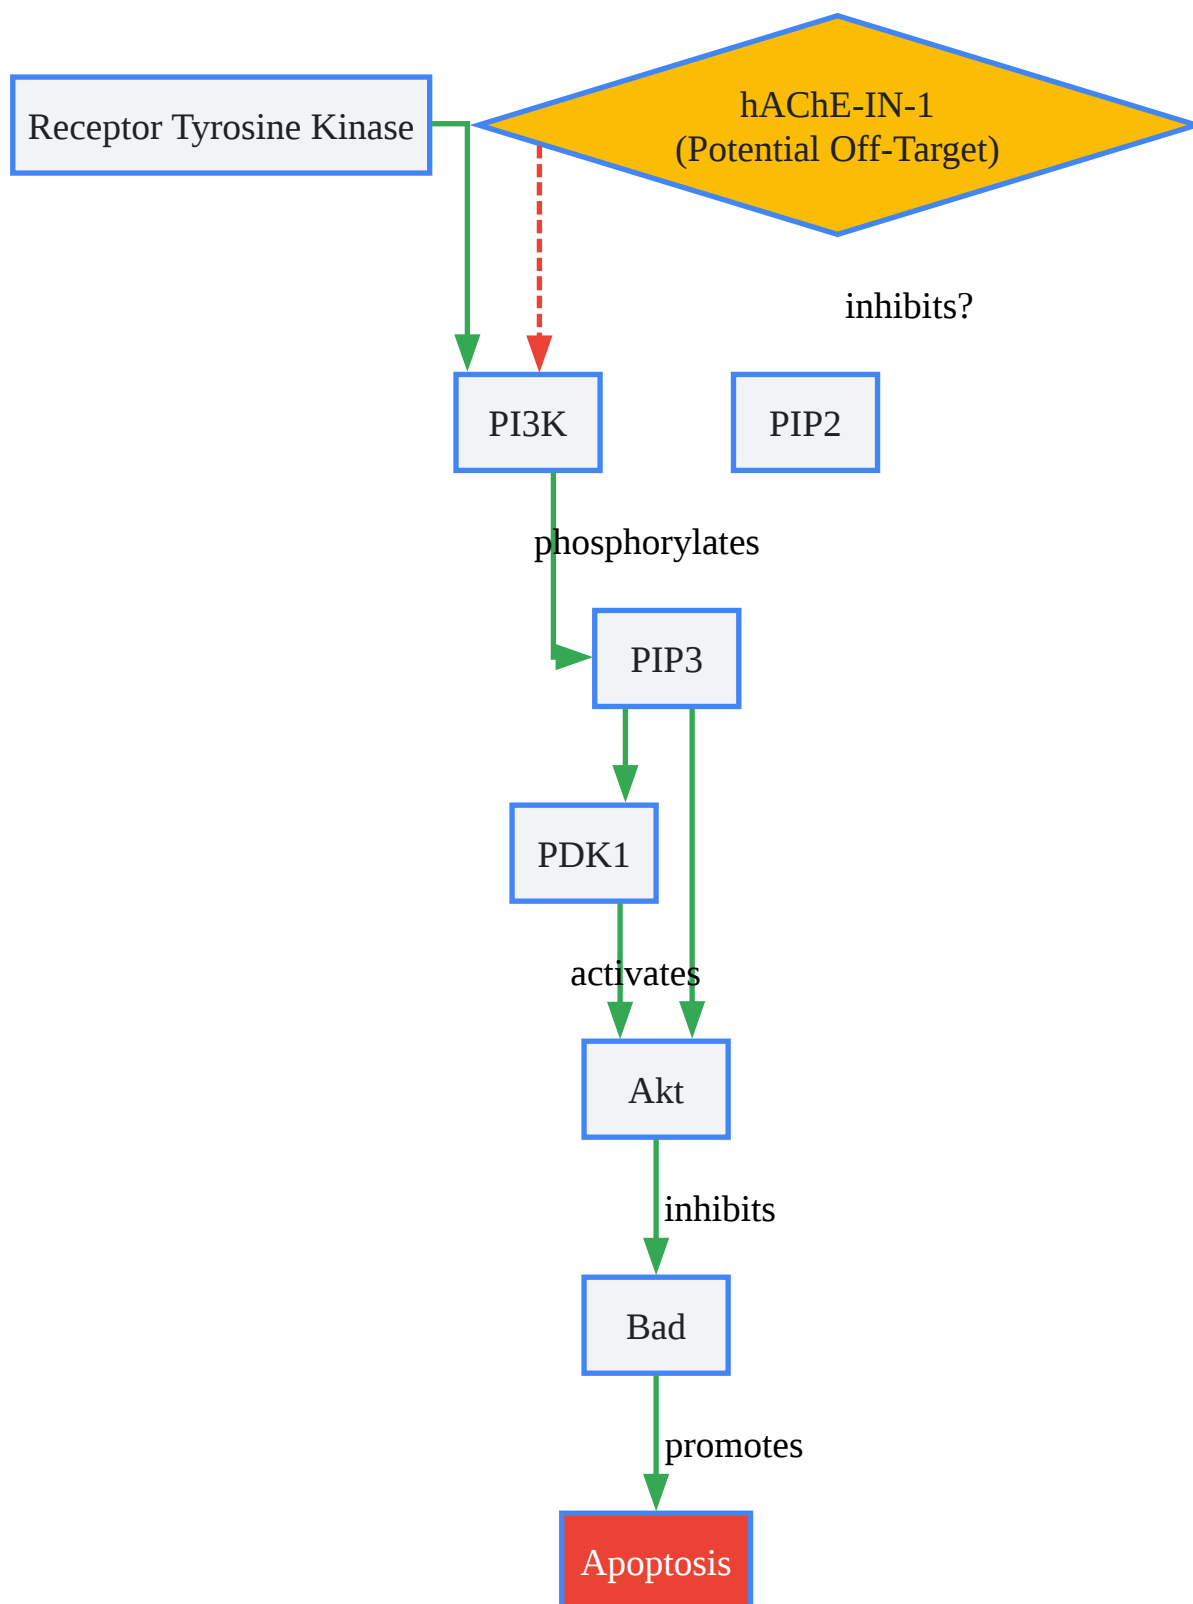 hAChE-IN-1
(Potential Off-Target)
Receptor Tyrosine Kinase
inhibits?
PI3K
PIP2
phosphorylates
PIP3
PDK1
activates
Akt
inhibits
Bad
promotes
Apoptosis